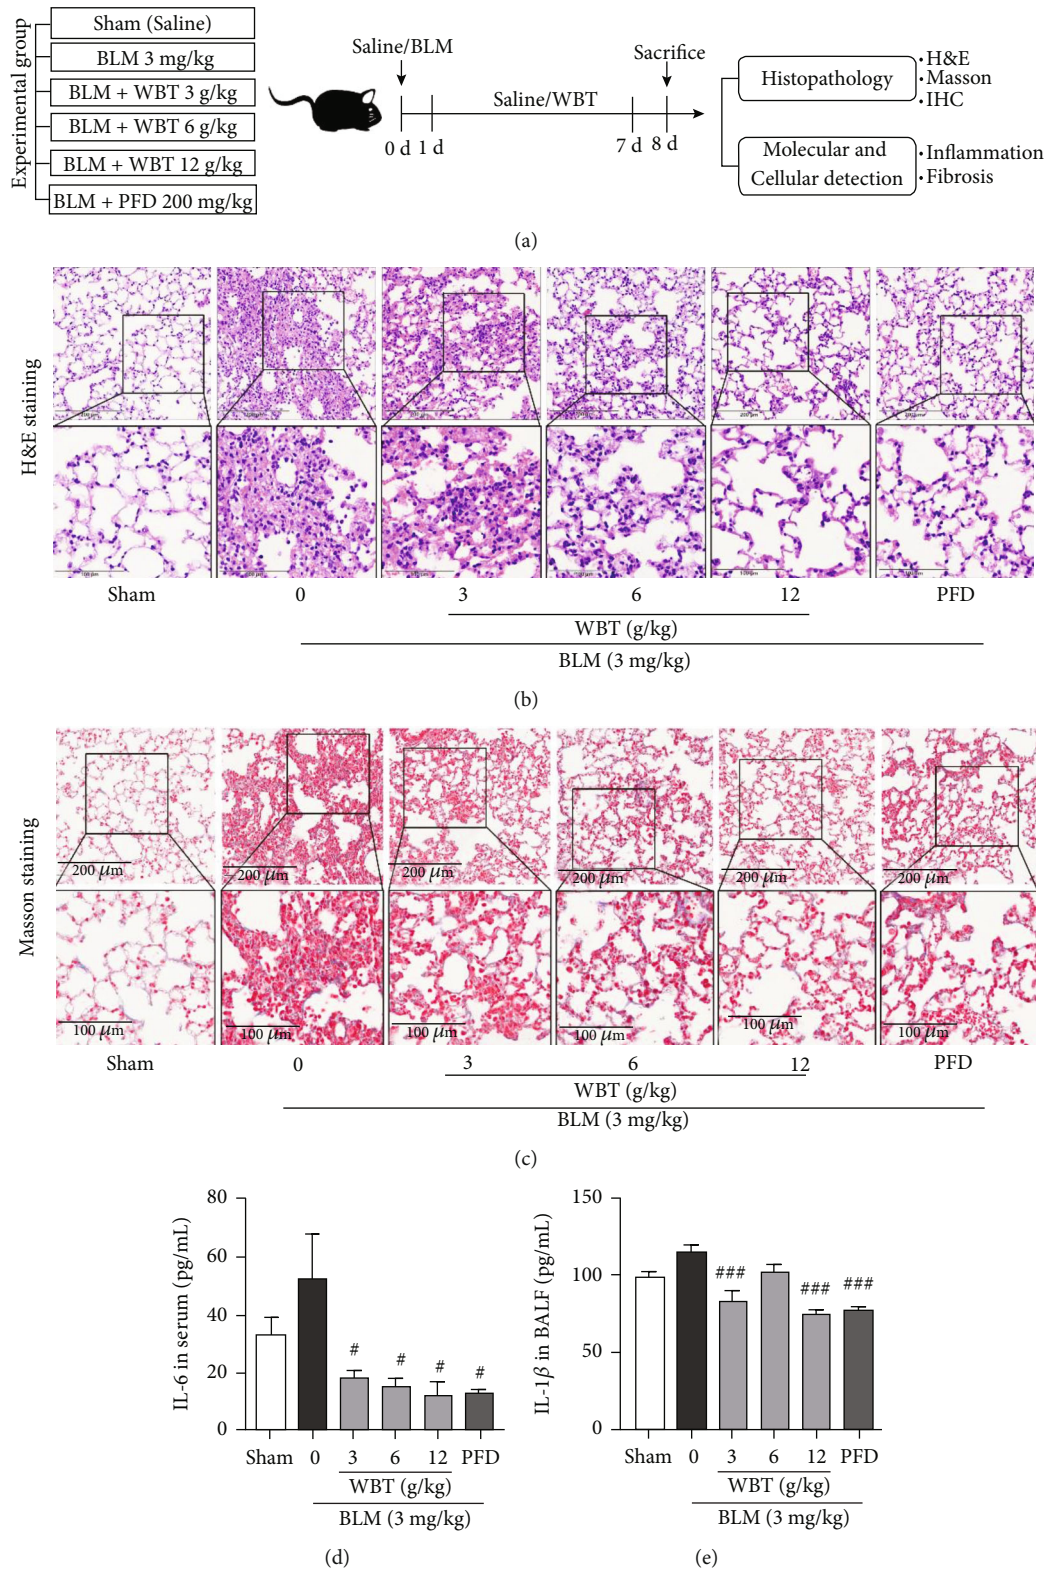 Experimental group
Sham (Saline)
BLM 3 mg/kg
BLM + WBT 3 g/kg
BLM + WBT 6 g/kg
BLM + WBT 12 g/kg
BLM + PFD 200 mg/kg
Saline/BLM
Saline/WBT
Sacrifice
0 d 1 d 7 d 8 d
Histopathology
·H&E
·Masson
·IHC
Molecular and
Cellular detection
·Inflammation
·Fibrosis
(a)
H&E staining
Sham 0 3 6 12 PFD
WBT (g/kg)
BLM (3 mg/kg)
(b)
Masson staining
200 μm 200 μm 200 μm 200 μm 200 μm 200 μm
100 μm 100 μm 100 μm 100 μm 100 μm 100 μm
Sham 0 3 6 12 PFD
WBT (g/kg)
BLM (3 mg/kg)
(c)
IL-6 in serum (pg/mL)
80
60
40
20
0
# # # #
Sham 0 3 6 12 PFD
WBT (g/kg)
BLM (3 mg/kg)
(d)
IL-1β in BALF (pg/mL)
150
100
50
0
### ### ###
Sham 0 3 6 12 PFD
WBT (g/kg)
BLM (3 mg/kg)
(e)